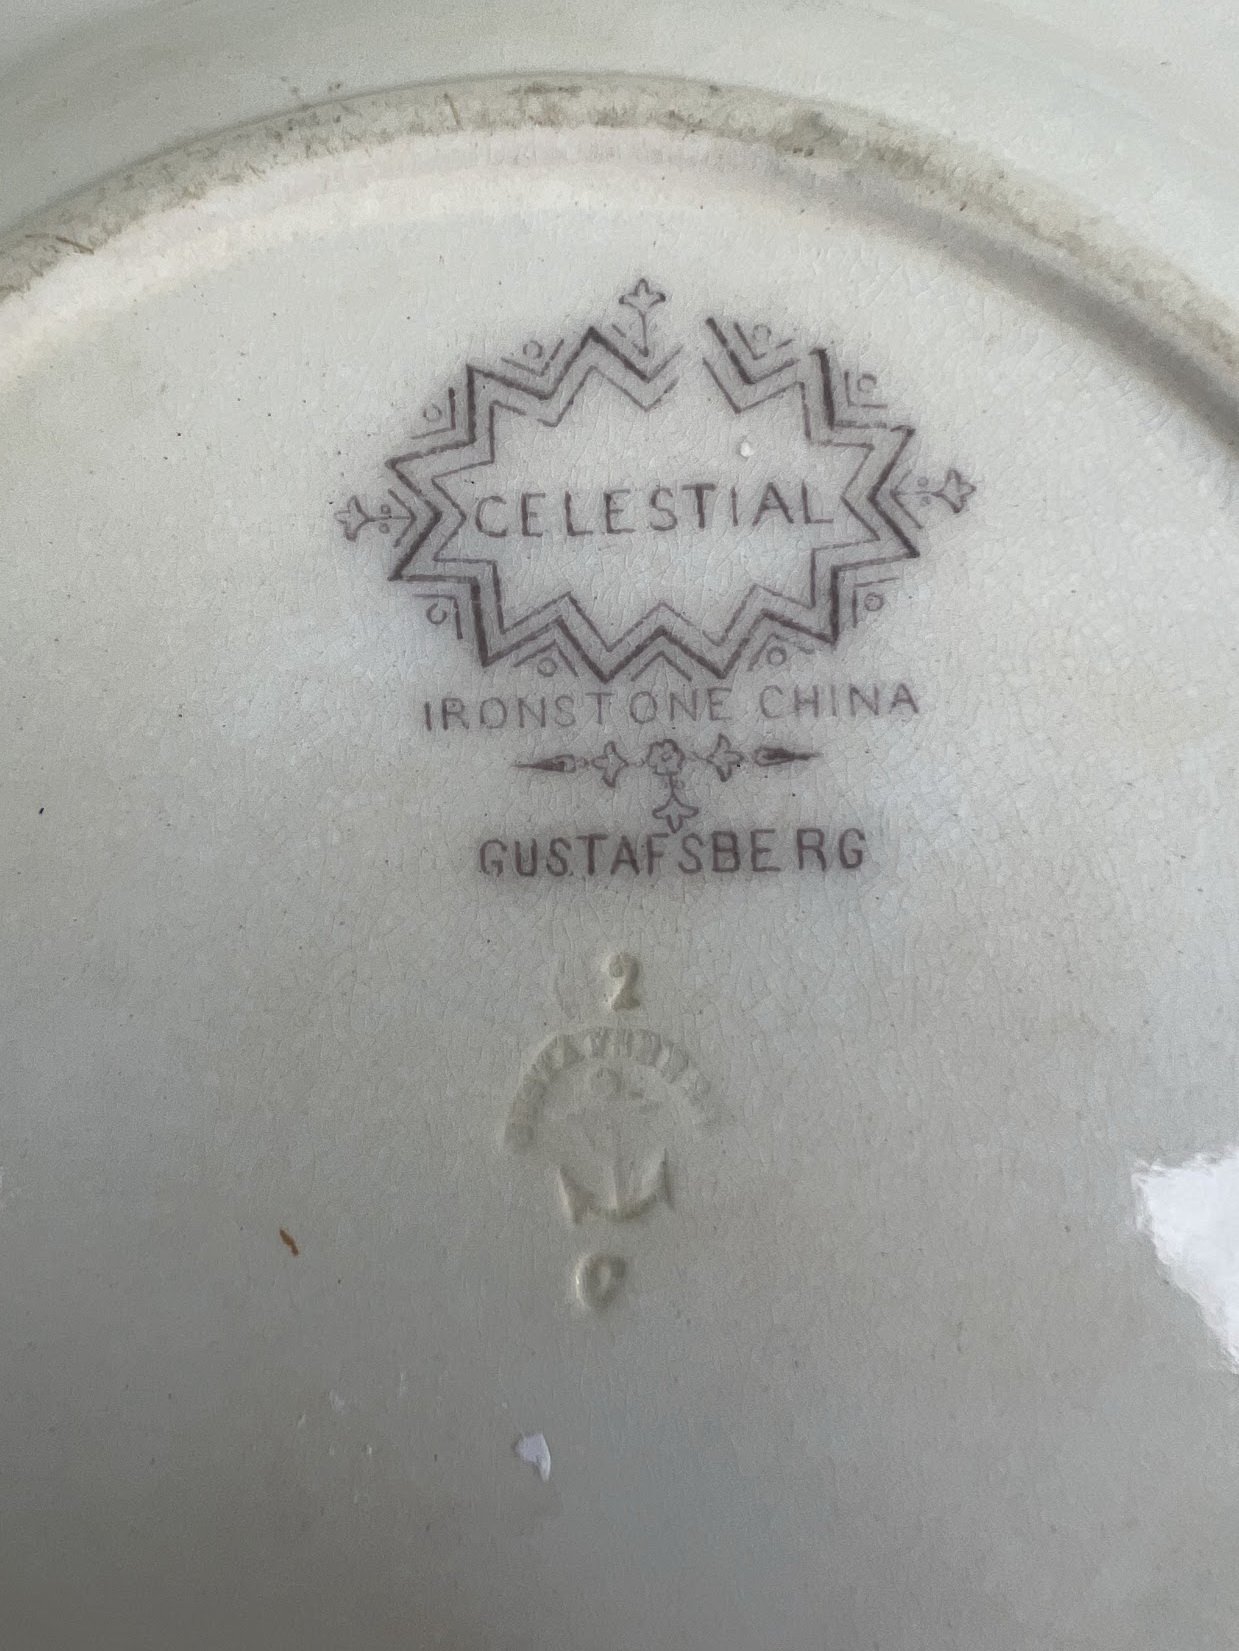 CELESTIAL
IRONSTONE CHINA
GUSTAFSBERG
2
0